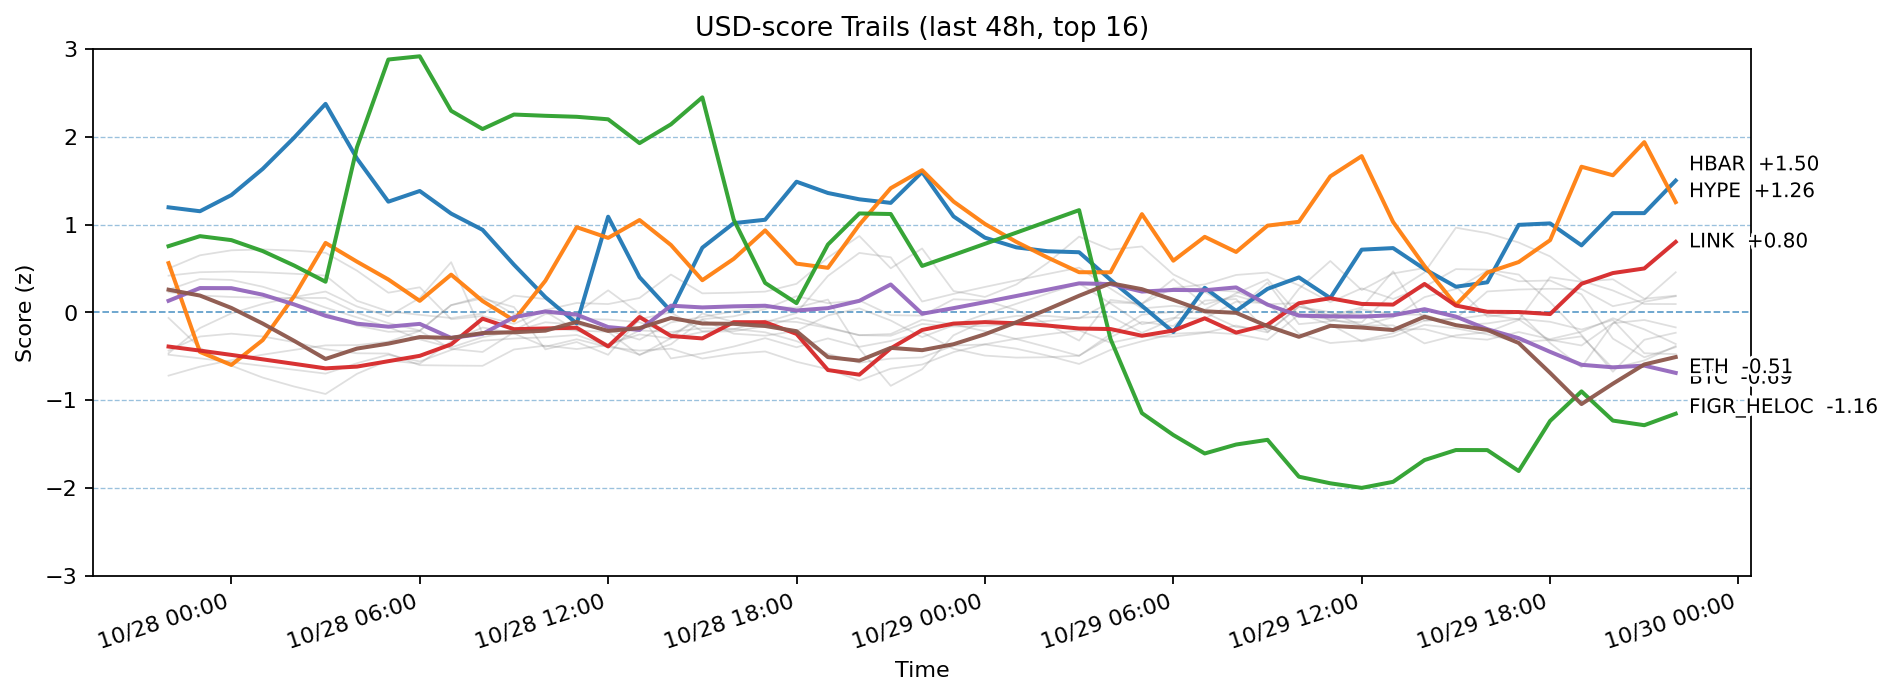 USD-score Trails (last 48h, top 16)
Score (z)
3
2
1
0
−1
−2
−3
HBAR +1.50
HYPE +1.26
LINK +0.80
ETH -0.51
BTC -0.69
FIGR_HELOC -1.16
10/28 00:00
10/28 06:00
10/28 12:00
10/28 18:00
10/29 00:00
10/29 06:00
10/29 12:00
10/29 18:00
10/30 00:00
Time